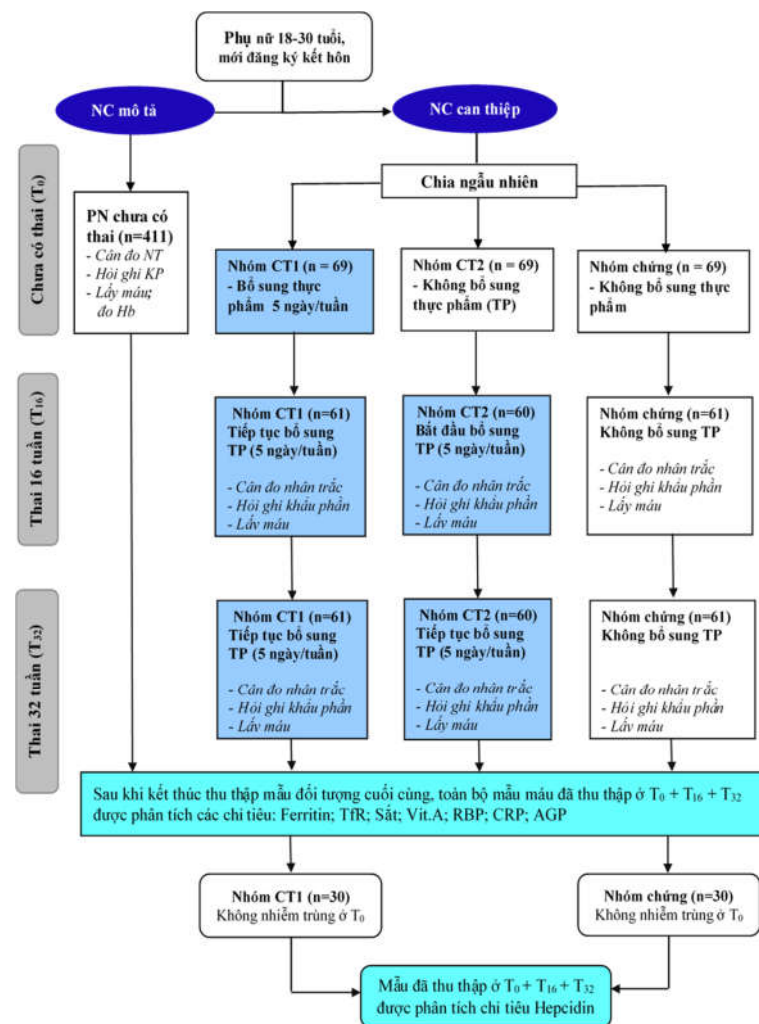 Phụ nữ 18-30 tuổi,
mới đăng ký kết hôn
NC mô tả
NC can thiệp
Chưa có thai (T0)
Chia ngẫu nhiên
PN chưa có
thai (n=411)
- Cân đo NT
- Hỏi ghi KP
- Lấy máu;
đo Hb
Nhóm CT1 (n = 69)
- Bổ sung thực
phẩm 5 ngày/tuần
Nhóm CT2 (n = 69)
- Không bổ sung
thực phẩm (TP)
Nhóm chứng (n = 69)
- Không bổ sung thực
phẩm
Thai 16 tuần (T16)
Nhóm CT1 (n=61)
Tiếp tục bổ sung
TP (5 ngày/tuần)
- Cân đo nhân trắc
- Hỏi ghi khẩu phần
- Lấy máu
Nhóm CT2 (n=60)
Bắt đầu bổ sung
TP (5 ngày/tuần)
- Cân đo nhân trắc
- Hỏi ghi khẩu phần
- Lấy máu
Nhóm chứng (n=61)
Không bổ sung TP
- Cân đo nhân trắc
- Hỏi ghi khẩu phần
- Lấy máu
Thai 32 tuần (T32)
Nhóm CT1 (n=61)
Tiếp tục bổ sung
TP (5 ngày/tuần)
- Cân đo nhân trắc
- Hỏi ghi khẩu phần
- Lấy máu
Nhóm CT2 (n=60)
Tiếp tục bổ sung
TP (5 ngày/tuần)
- Cân đo nhân trắc
- Hỏi ghi khẩu phần
- Lấy máu
Nhóm chứng (n=61)
Không bổ sung TP
- Cân đo nhân trắc
- Hỏi ghi khẩu phần
- Lấy máu
Sau khi kết thúc thu thập mẫu đối tượng cuối cùng, toàn bộ mẫu máu đã thu thập ở T0 + T16 + T32
được phân tích các chỉ tiêu: Ferritin; TfR; Sắt; Vit.A; RBP; CRP; AGP
Nhóm CT1 (n=30)
Không nhiễm trùng ở T0
Nhóm chứng (n=30)
Không nhiễm trùng ở T0
Mẫu đã thu thập ở T0 + T16 + T32
được phân tích chỉ tiêu Hepcidin